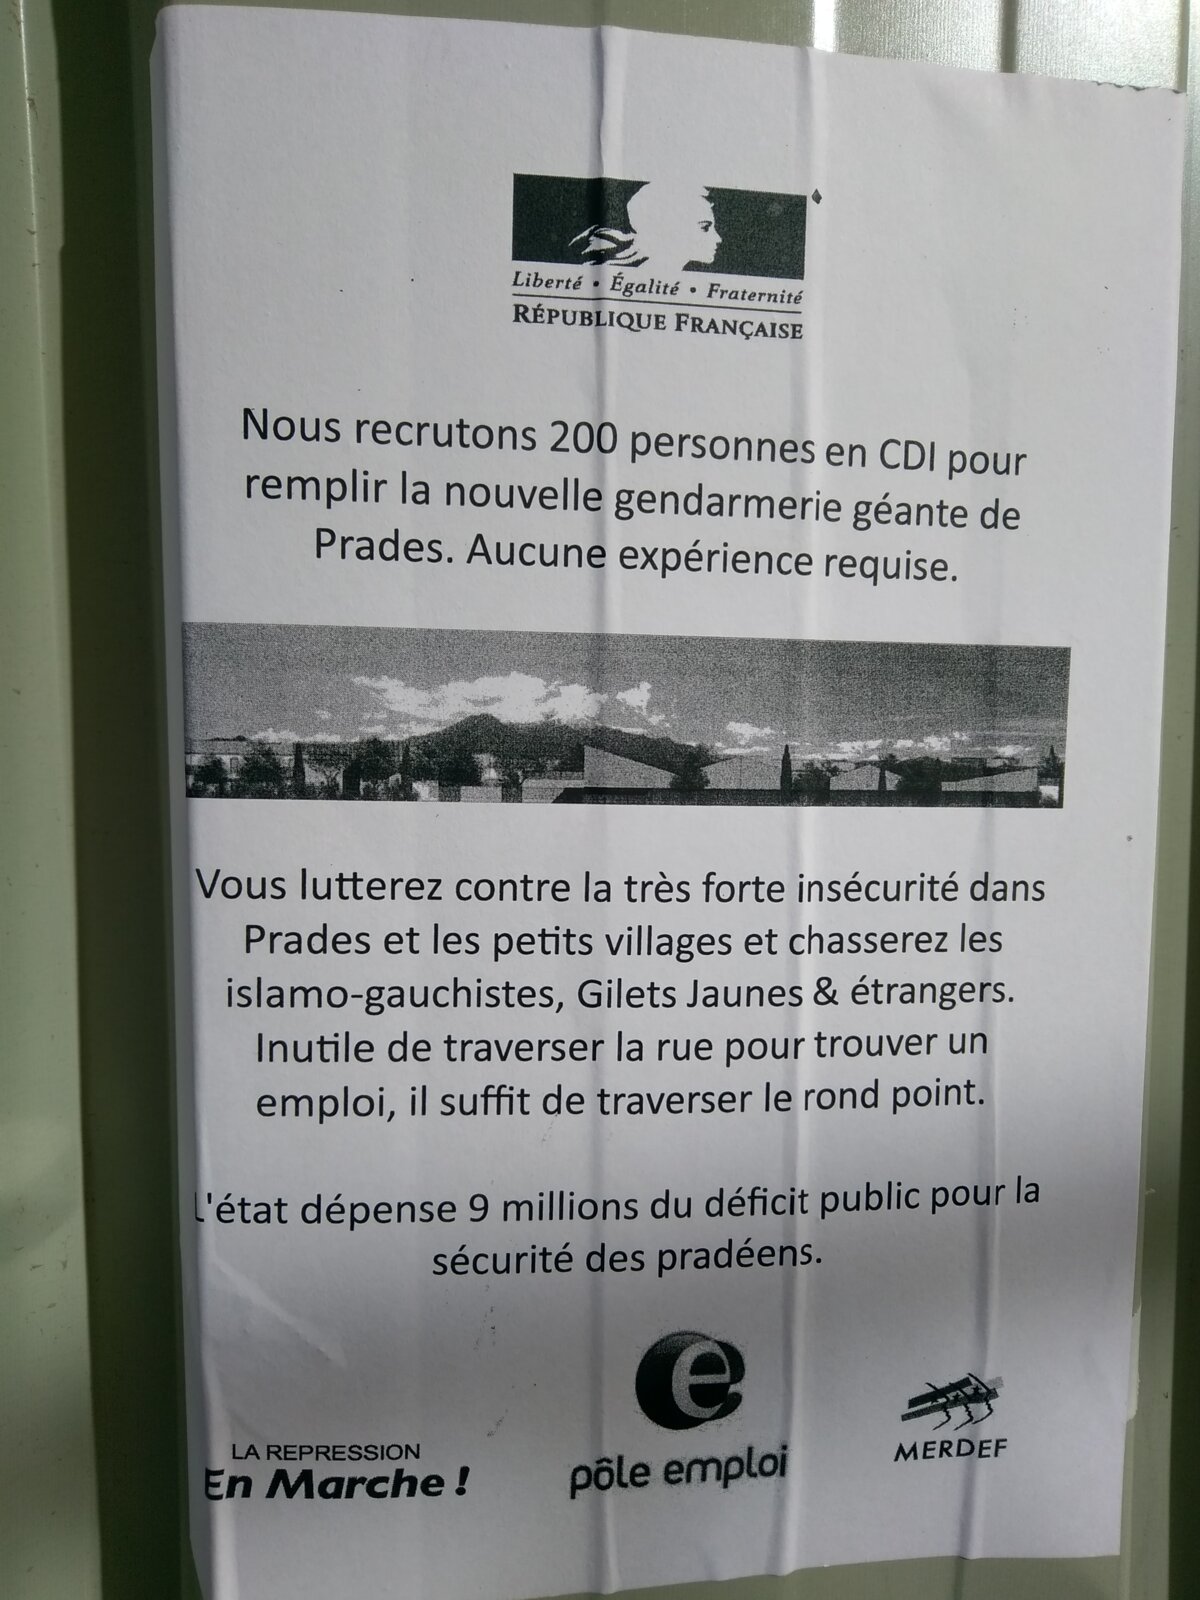 Liberté • Égalité • Fraternité
RÉPUBLIQUE FRANÇAISE
Nous recrutons 200 personnes en CDI pour
remplir la nouvelle gendarmerie géante de
Prades. Aucune expérience requise.
Vous lutterez contre la très forte insécurité dans
Prades et les petits villages et chasserez les
islamo-gauchistes, Gilets Jaunes & étrangers.
Inutile de traverser la rue pour trouver un
emploi, il suffit de traverser le rond point.
L'état dépense 9 millions du déficit public pour la
sécurité des pradéens.
LA REPRESSION
En Marche !
pôle emploi
MERDEF